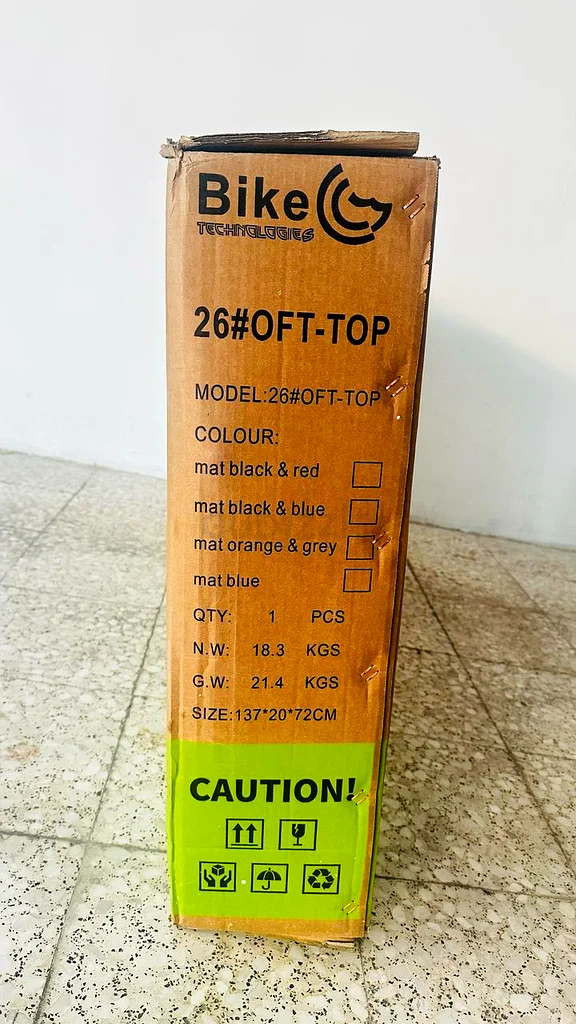 Bike
TECHNOLOGIES
26#OFT-TOP
MODEL:26#OFT-TOP
COLOUR:
mat black & red
mat black & blue
mat orange & grey
mat blue
QTY: 1 PCS
N.W: 18.3 KGS
G.W: 21.4 KGS
SIZE:137*20*72CM
CAUTION!